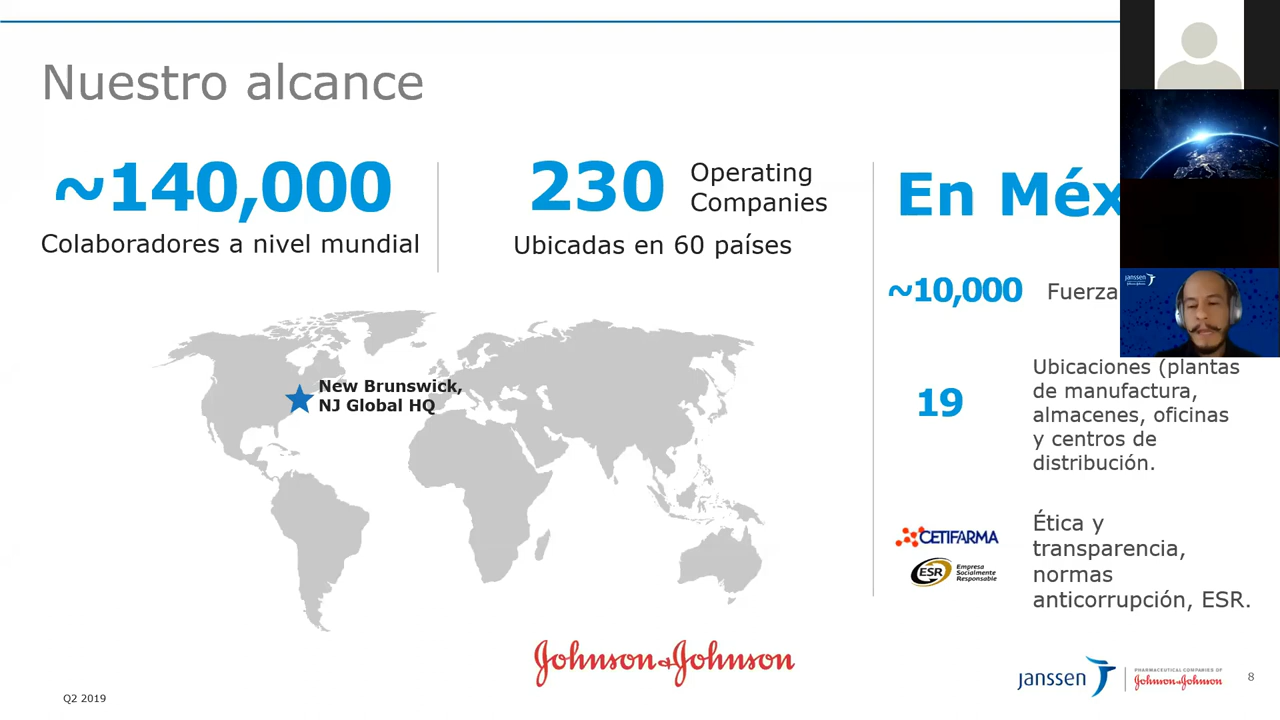 Nuestro alcance
~140,000
Colaboradores a nivel mundial
230
Operating
Companies
Ubicadas en 60 países
New Brunswick,
NJ Global HQ
En Méx
~10,000
Fuerza
19
Ubicaciones (plantas
de manufactura,
almacenes, oficinas
y centros de
distribución.
CETIFARMA
ESR
Empresa
Socialmente
Responsable
Ética y
transparencia,
normas
anticorrupción, ESR.
janssen
Johnson & Johnson
janssen
PHARMACEUTICAL COMPANIES OF
Johnson & Johnson
8
Q2 2019